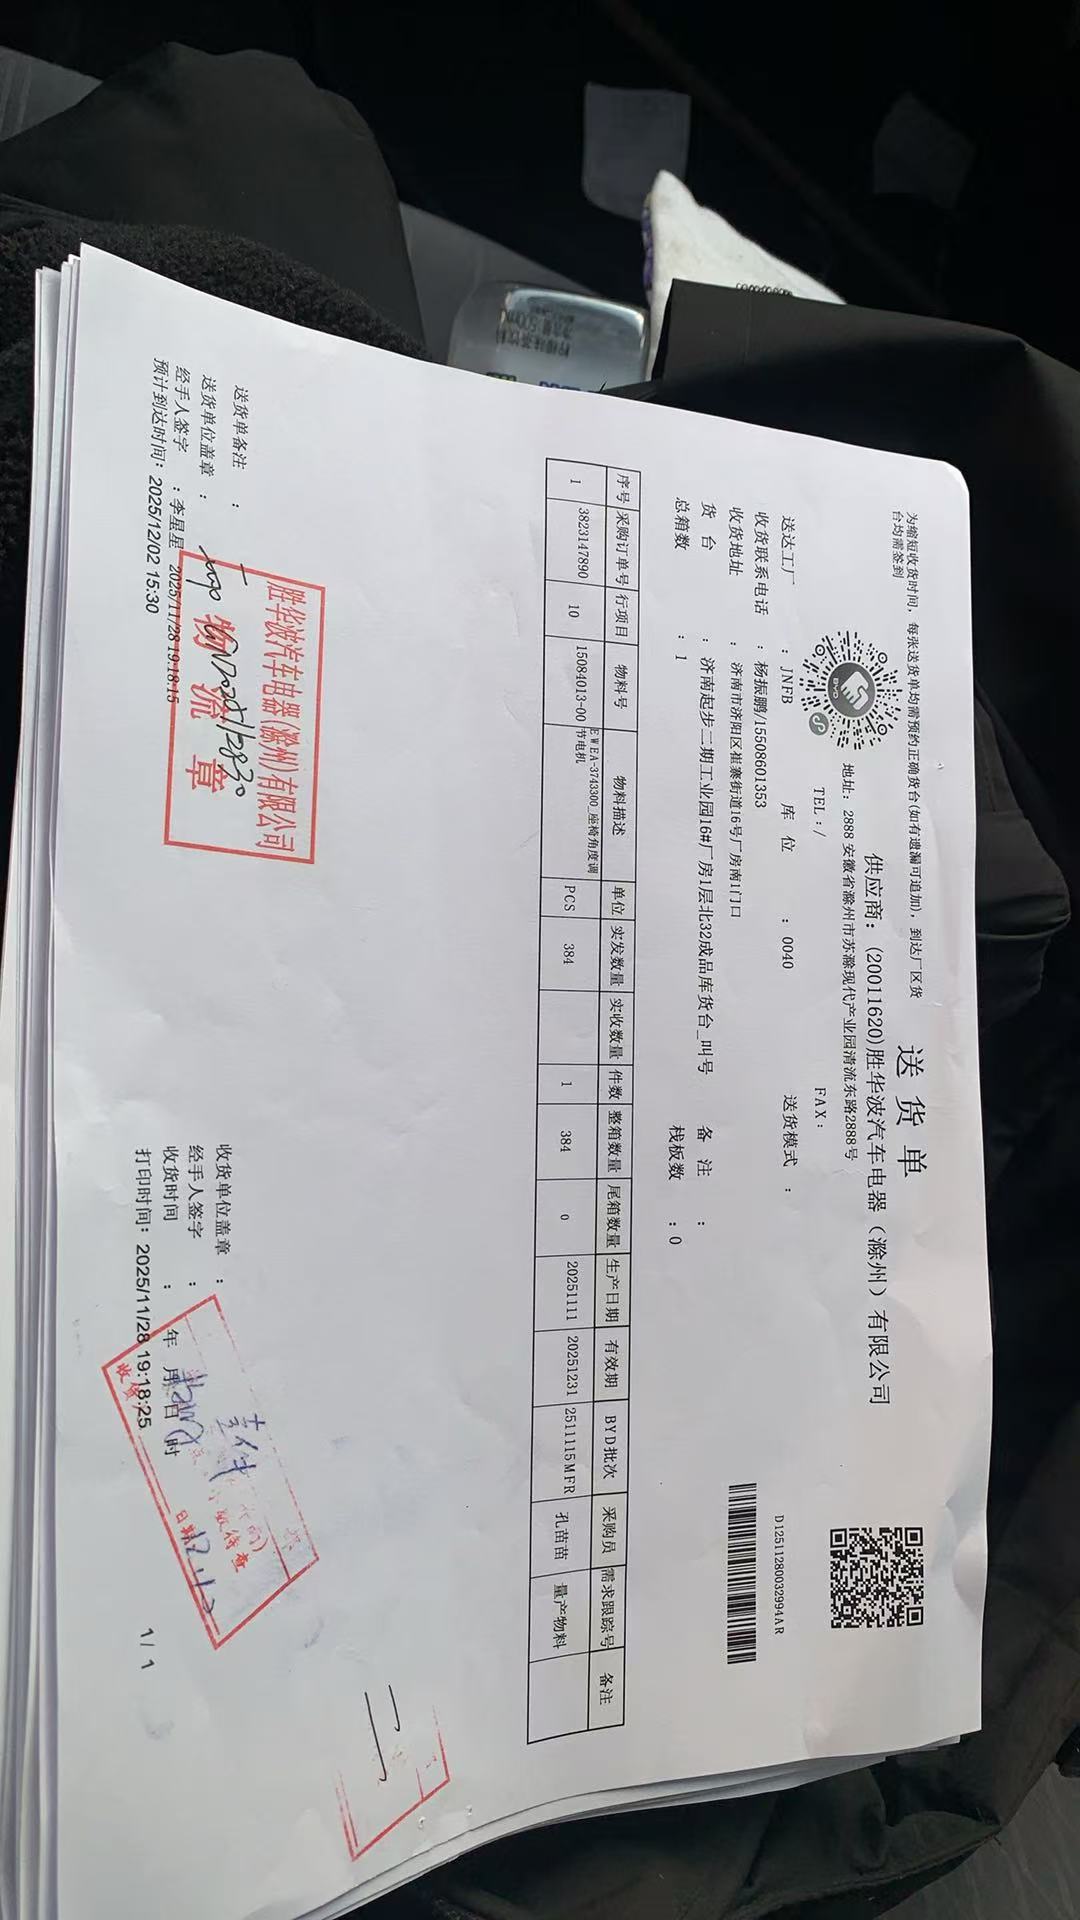 为缩短收货时间，每张送货单均需预约正确货台(如有遗漏可追加)，到达厂区货
台均需签到
送 货 单
供应商：(20011620)胜华波汽车电器（滁州）有限公司
地址：2888 安徽省滁州市苏滁现代产业园清流东路2888号
TEL:/
FAX:
BYD
D12511280032994AR
送达工厂 ：JNFB
库 位 ：0040
送货模式 ：
收货联系电话 ：杨振鹏/15508601353
收货地址 ：济南市济阳区崔寨街道16号厂房南1门口
货 台 ：济南起步二期工业园16#厂房1层北32成品库货台_叫号
备 注 ：
总箱数 ：1
栈板数 ：0
序号 采购订单号 行项目 物料号 物料描述 单位 实发数量 实收数量 件数 整箱数量 尾箱数量 生产日期 有效期 BYD批次 采购员 需求跟踪号 备注
1 3823147890 10 15084013-00 EWEA-3743300_座椅角度调节电机 PCS 384 1 384 0 20251111 20251231 2511115MFR 孔苗苗 量产物料
送货单备注 ：
送货单位盖章 ：
经手人签字 ：李星星 2025/11/28 19:18:15
预计到达时间：2025/12/02 15:30
胜华波汽车电器(滁州)有限公司
物流章
收货单位盖章 ：
经手人签字 ：
收货时间 ： 年 月 日 时
打印时间：2025/11/28 19:18:25
收货
日期
1/ 1